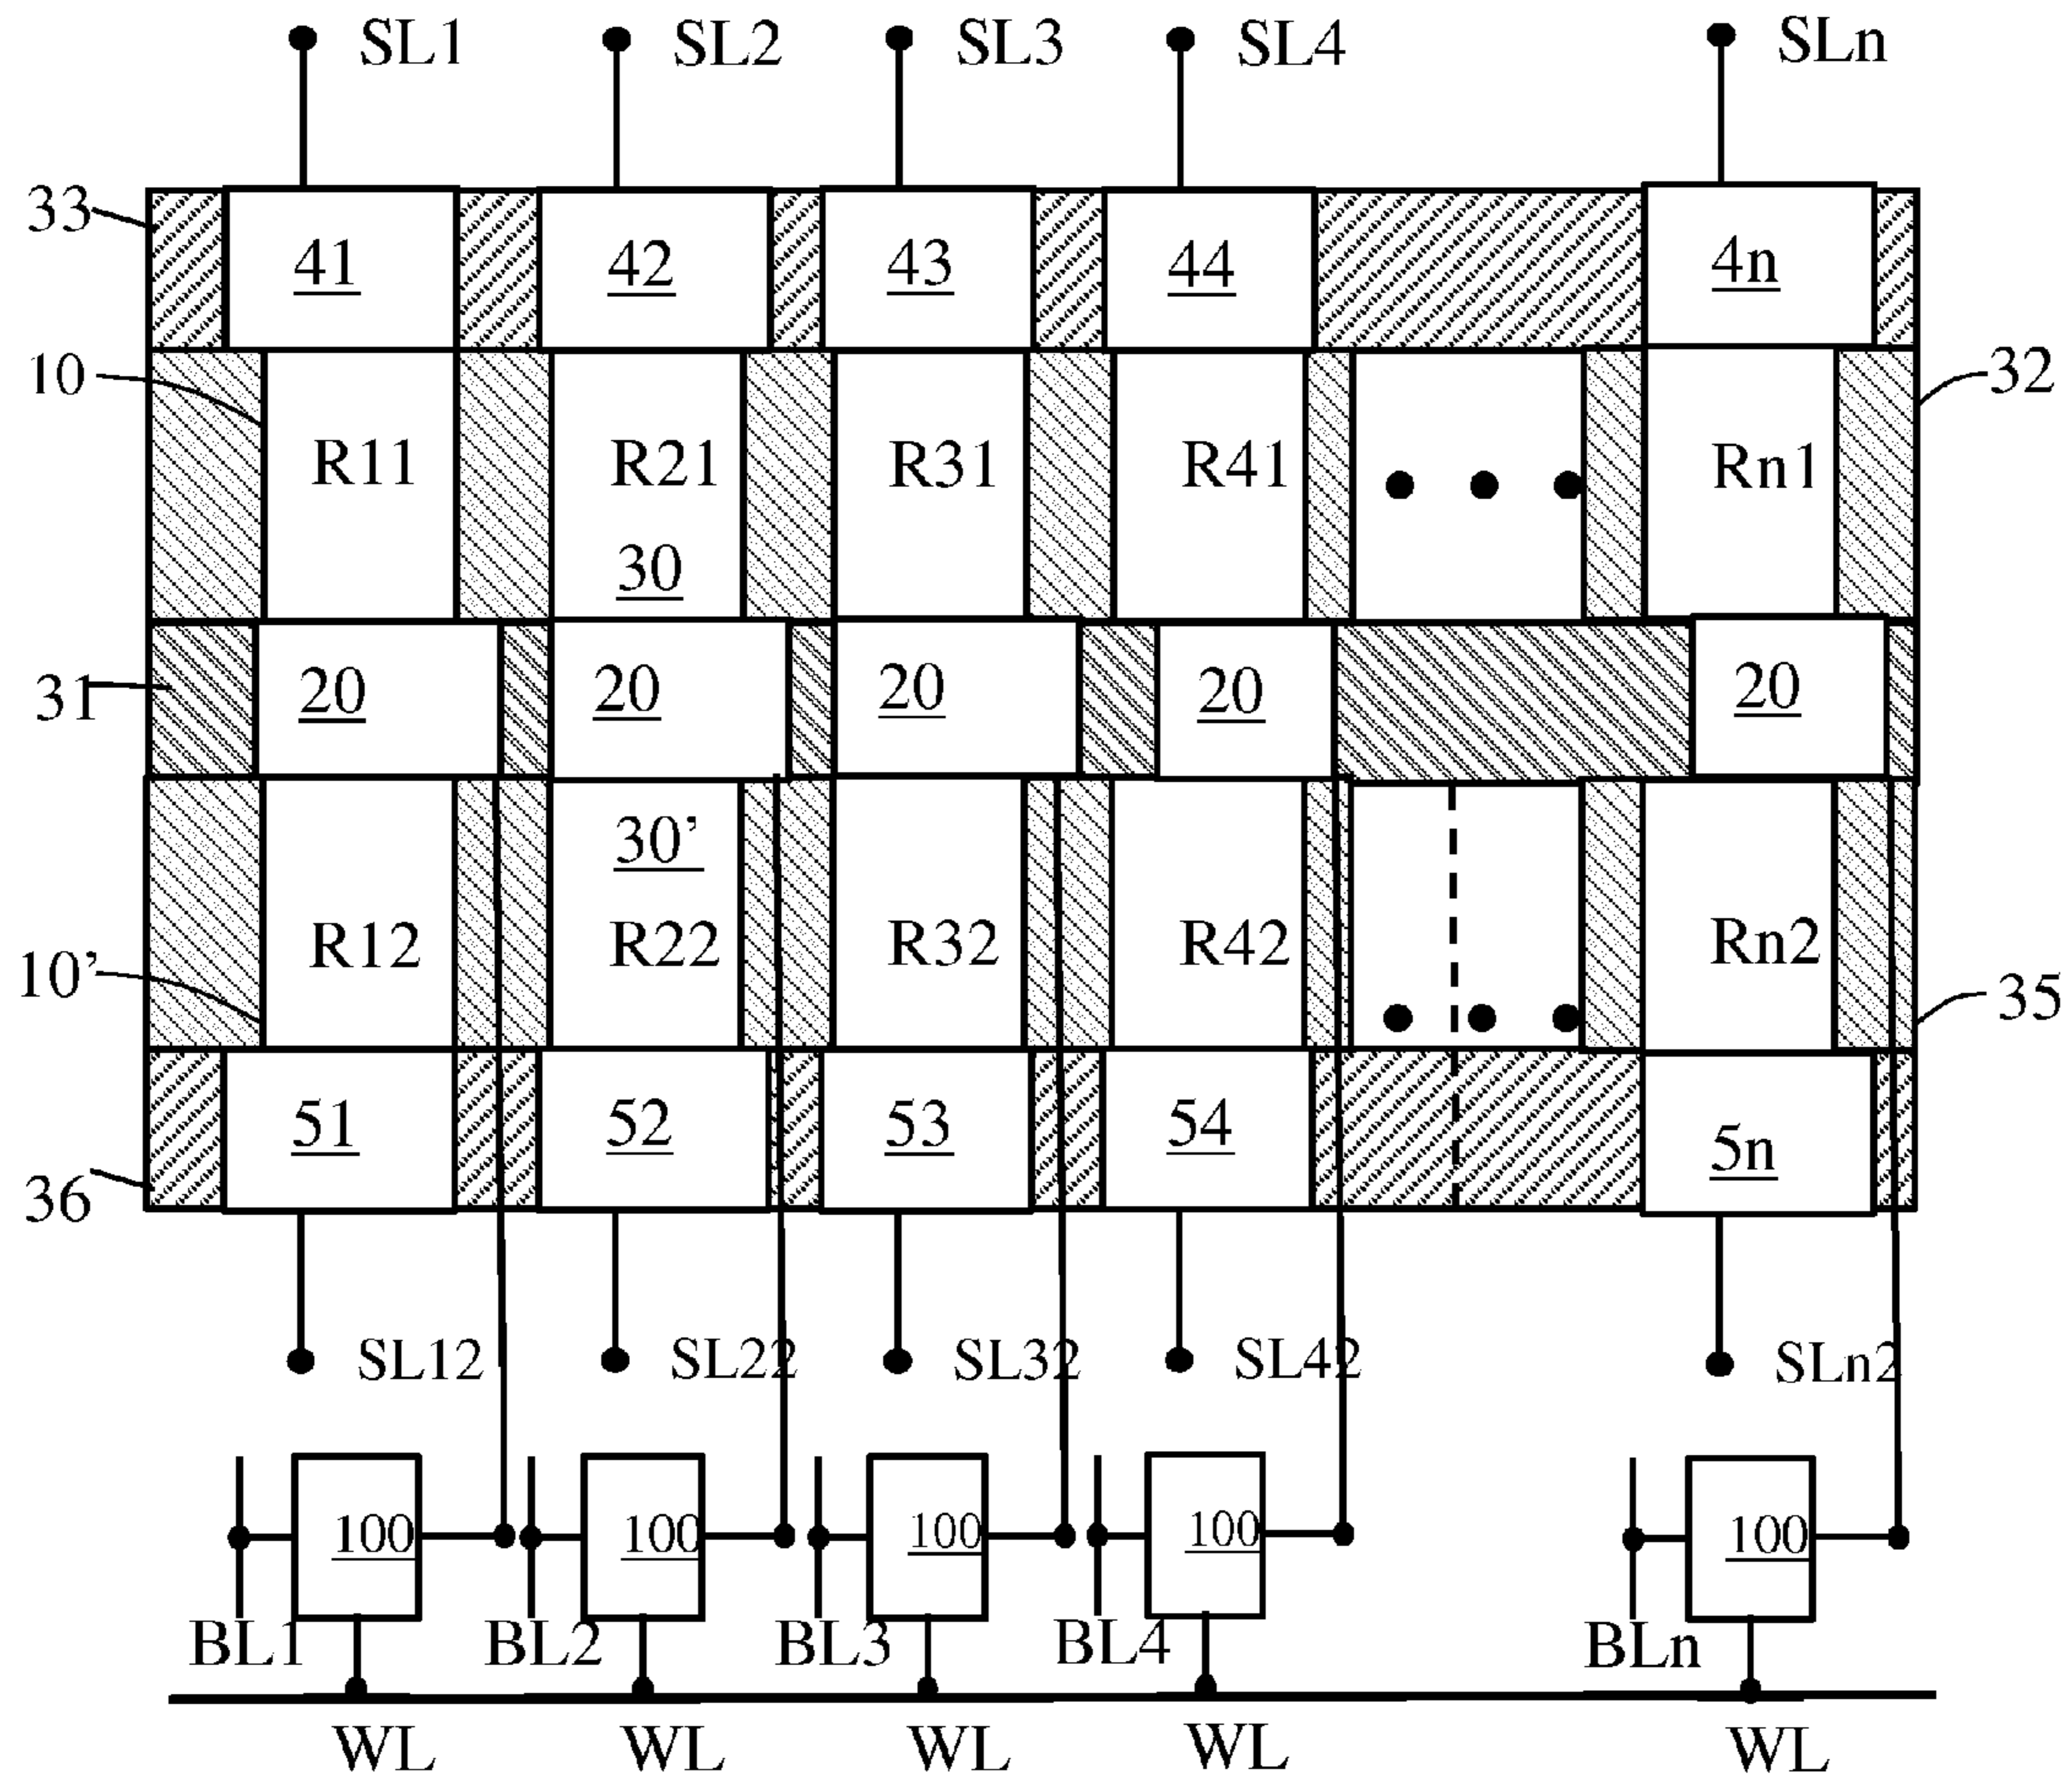 SL1 SL2 SL3 SL4 SLn
33 41 42 43 44 4n
10 32
R11 R21 R31 R41 Rn1
30
31 20 20 20 20 20
30’
R12 R22 R32 R42 Rn2
10’ 35
51 52 53 54 5n
36
SL12 SL22 SL32 SL42 SLn2
100 100 100 100 100
BL1 BL2 BL3 BL4 BLn
WL WL WL WL WL